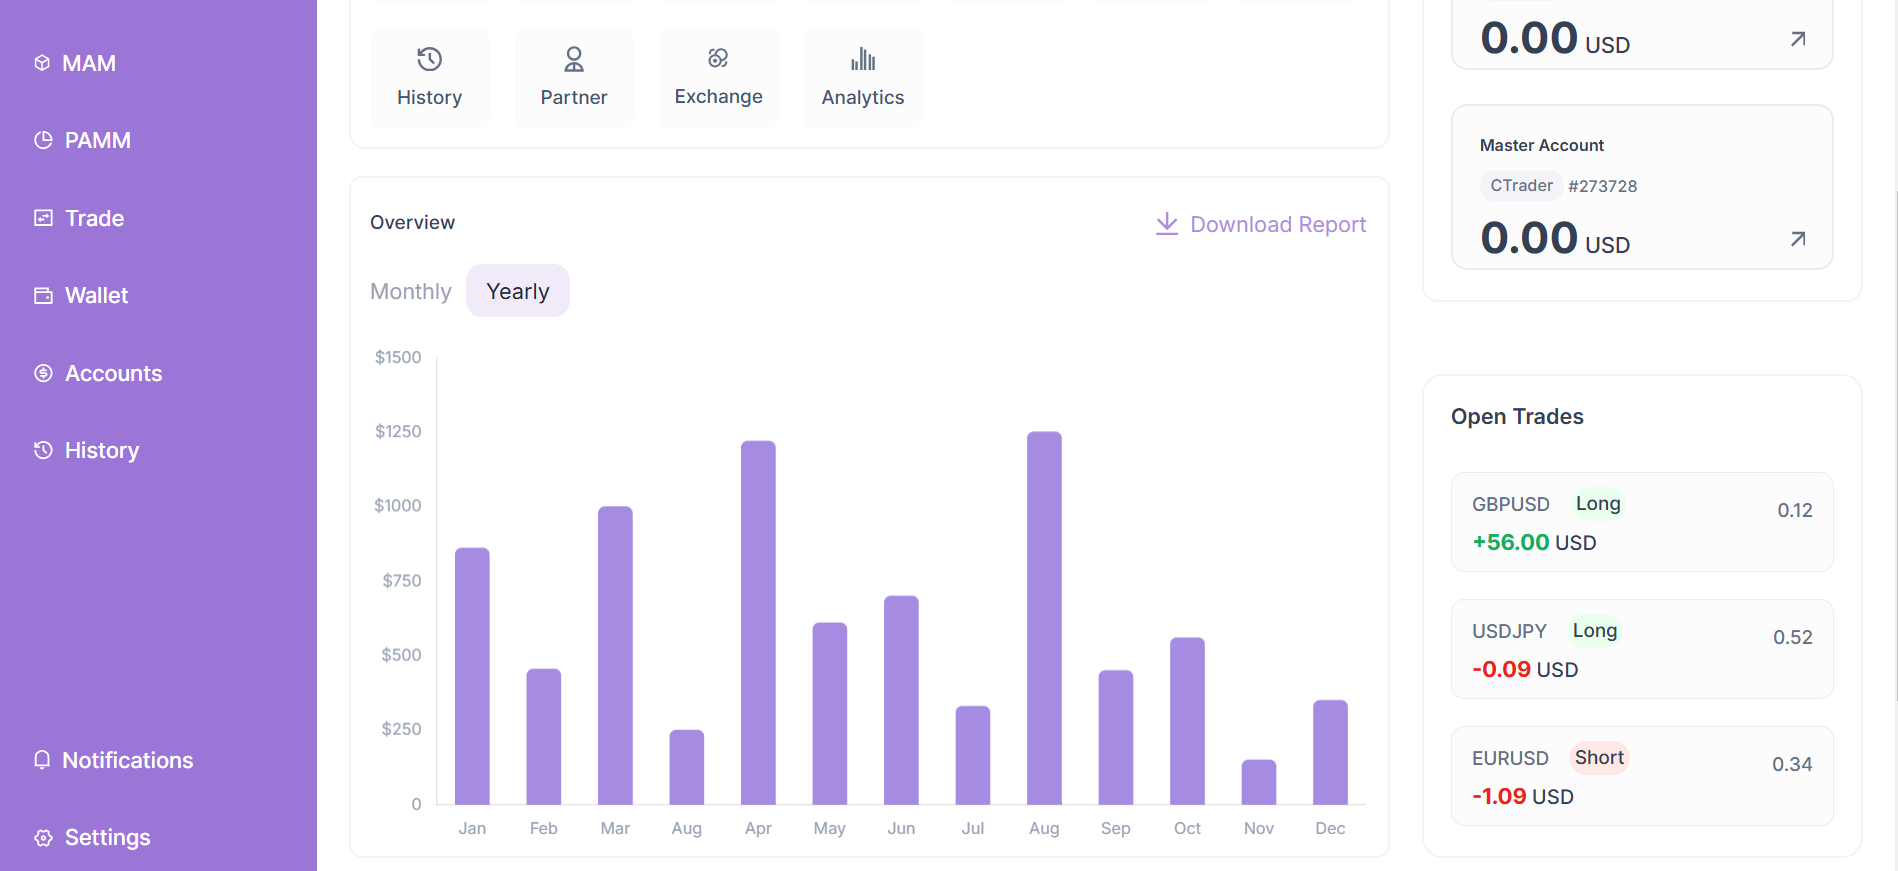 MAM
PAMM
Trade
Wallet
Accounts
History
Notifications
Settings
History
Partner
Exchange
Analytics
Overview
Download Report
Monthly
Yearly
$1500
$1250
$1000
$750
$500
$250
0
Jan
Feb
Mar
Aug
Apr
May
Jun
Jul
Aug
Sep
Oct
Nov
Dec
0.00 USD
Master Account
CTrader #273728
0.00 USD
Open Trades
GBPUSD Long 0.12
+56.00 USD
USDJPY Long 0.52
-0.09 USD
EURUSD Short 0.34
-1.09 USD